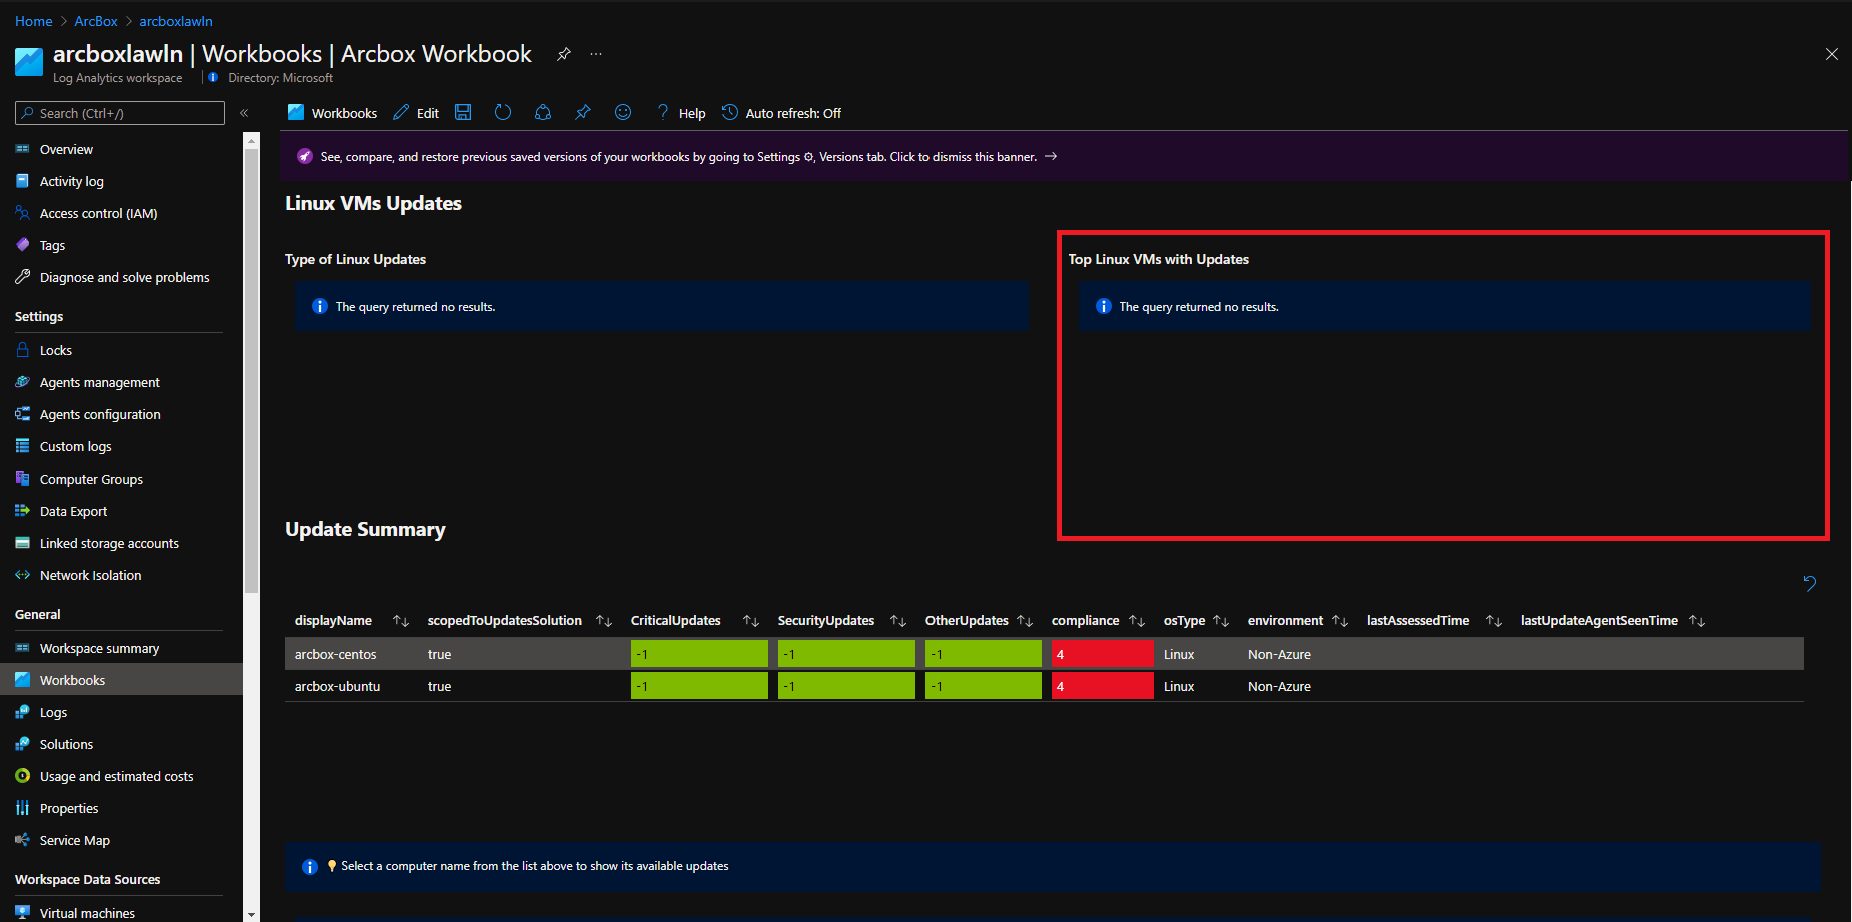 Home > ArcBox > arcboxlawln
arcboxlawln | Workbooks | Arcbox Workbook ...
Log Analytics workspace | Directory: Microsoft
Search (Ctrl+/) «
Workbooks Edit Help Auto refresh: Off
See, compare, and restore previous saved versions of your workbooks by going to Settings ⚙, Versions tab. Click to dismiss this banner. →
Overview
Activity log
Access control (IAM)
Tags
Diagnose and solve problems
Settings
Locks
Agents management
Agents configuration
Custom logs
Computer Groups
Data Export
Linked storage accounts
Network Isolation
General
Workspace summary
Workbooks
Logs
Solutions
Usage and estimated costs
Properties
Service Map
Workspace Data Sources
Virtual machines
Linux VMs Updates
Type of Linux Updates
The query returned no results.
Top Linux VMs with Updates
The query returned no results.
Update Summary
displayName ↑↓ scopedToUpdatesSolution ↑↓ CriticalUpdates ↑↓ SecurityUpdates ↑↓ OtherUpdates ↑↓ compliance ↑↓ osType ↑↓ environment ↑↓ lastAssessedTime ↑↓ lastUpdateAgentSeenTime ↑↓
arcbox-centos true -1 -1 -1 4 Linux Non-Azure
arcbox-ubuntu true -1 -1 -1 4 Linux Non-Azure
Select a computer name from the list above to show its available updates